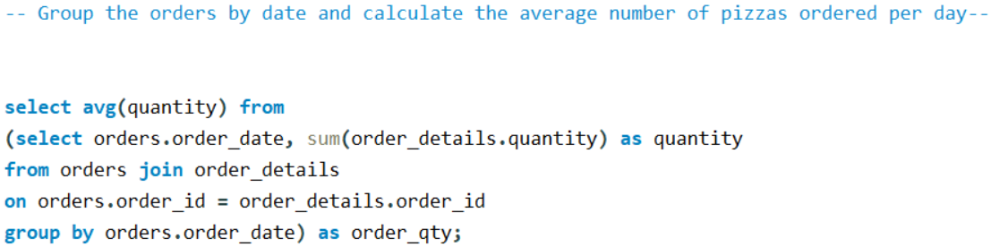 -- Group the orders by date and calculate the average number of pizzas ordered per day--
select avg(quantity) from
(select orders.order_date, sum(order_details.quantity) as quantity
from orders join order_details
on orders.order_id = order_details.order_id
group by orders.order_date) as order_qty;